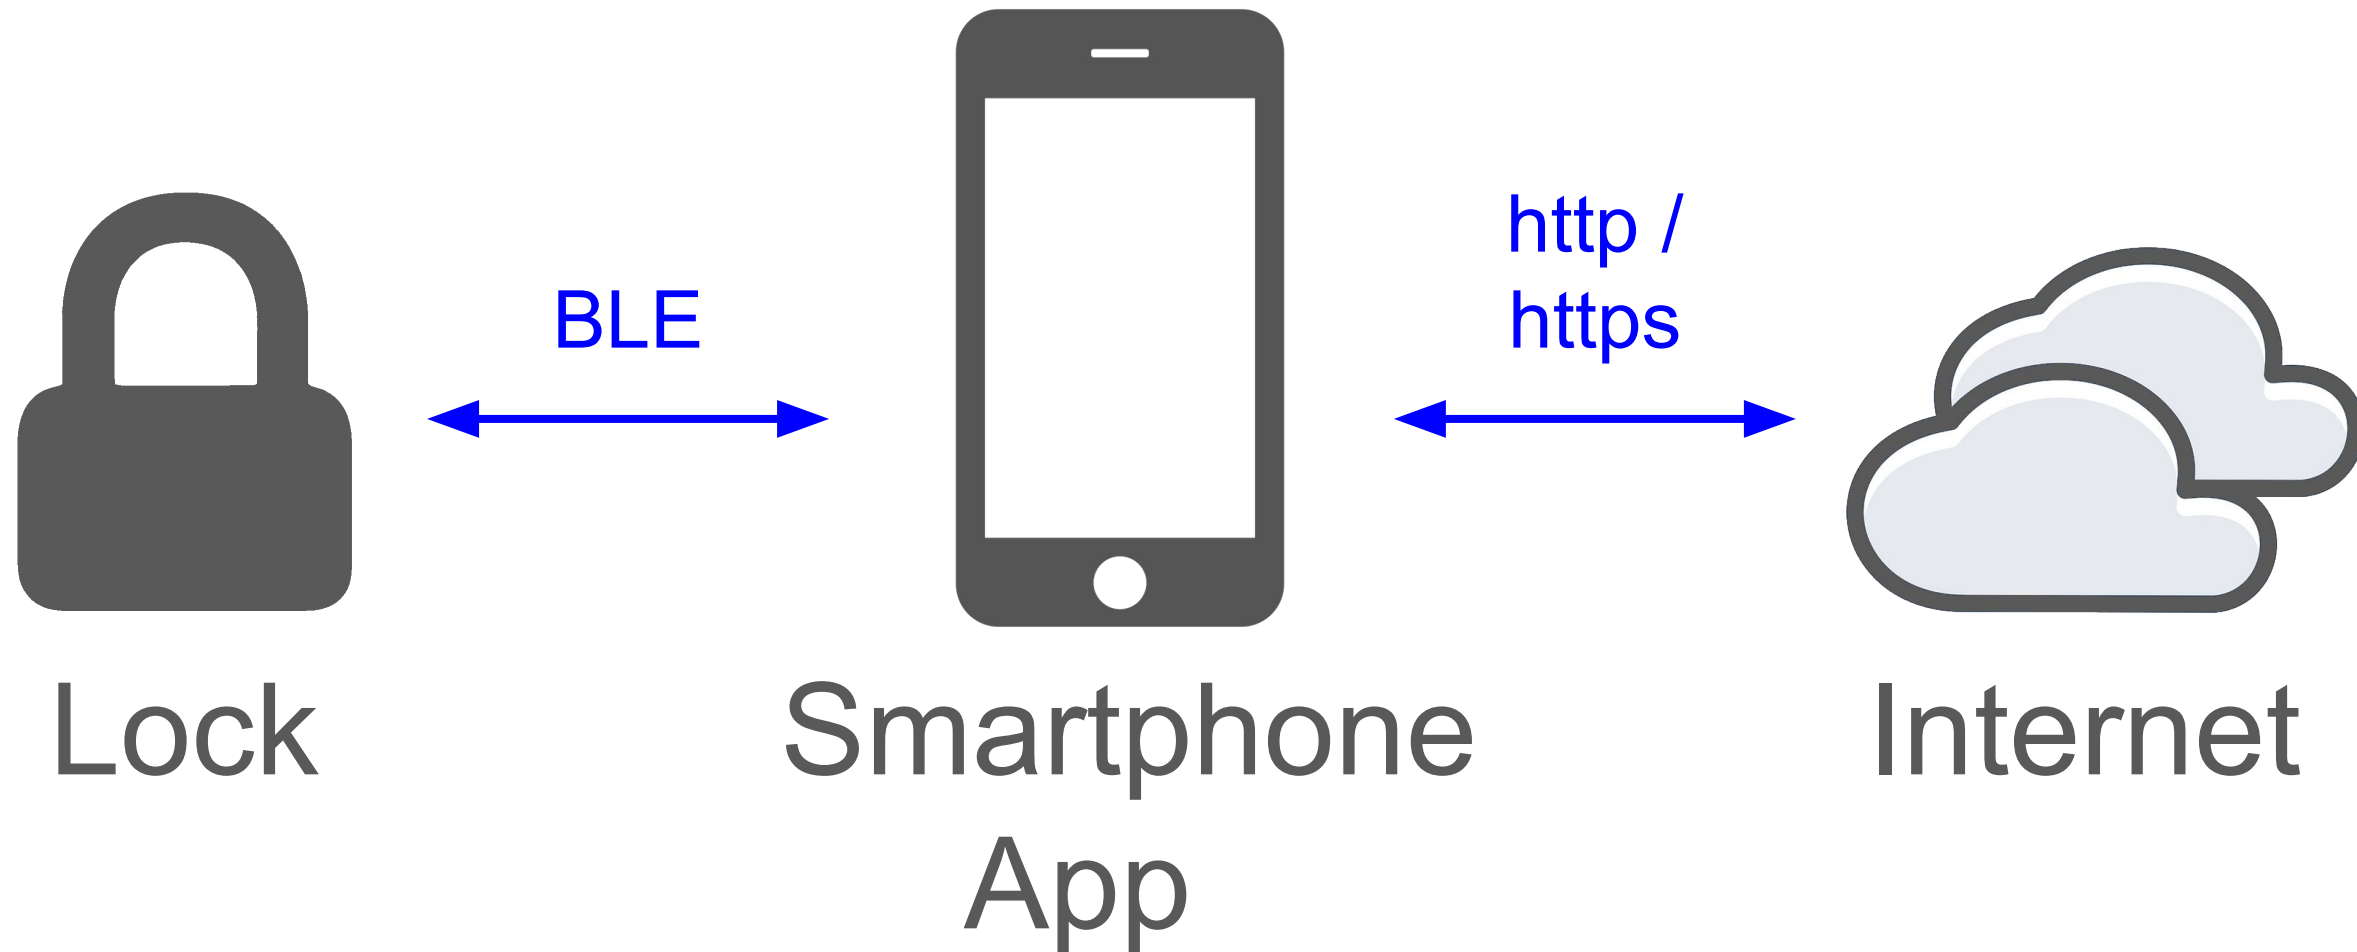 BLE
http /
https
Lock
Smartphone
App
Internet